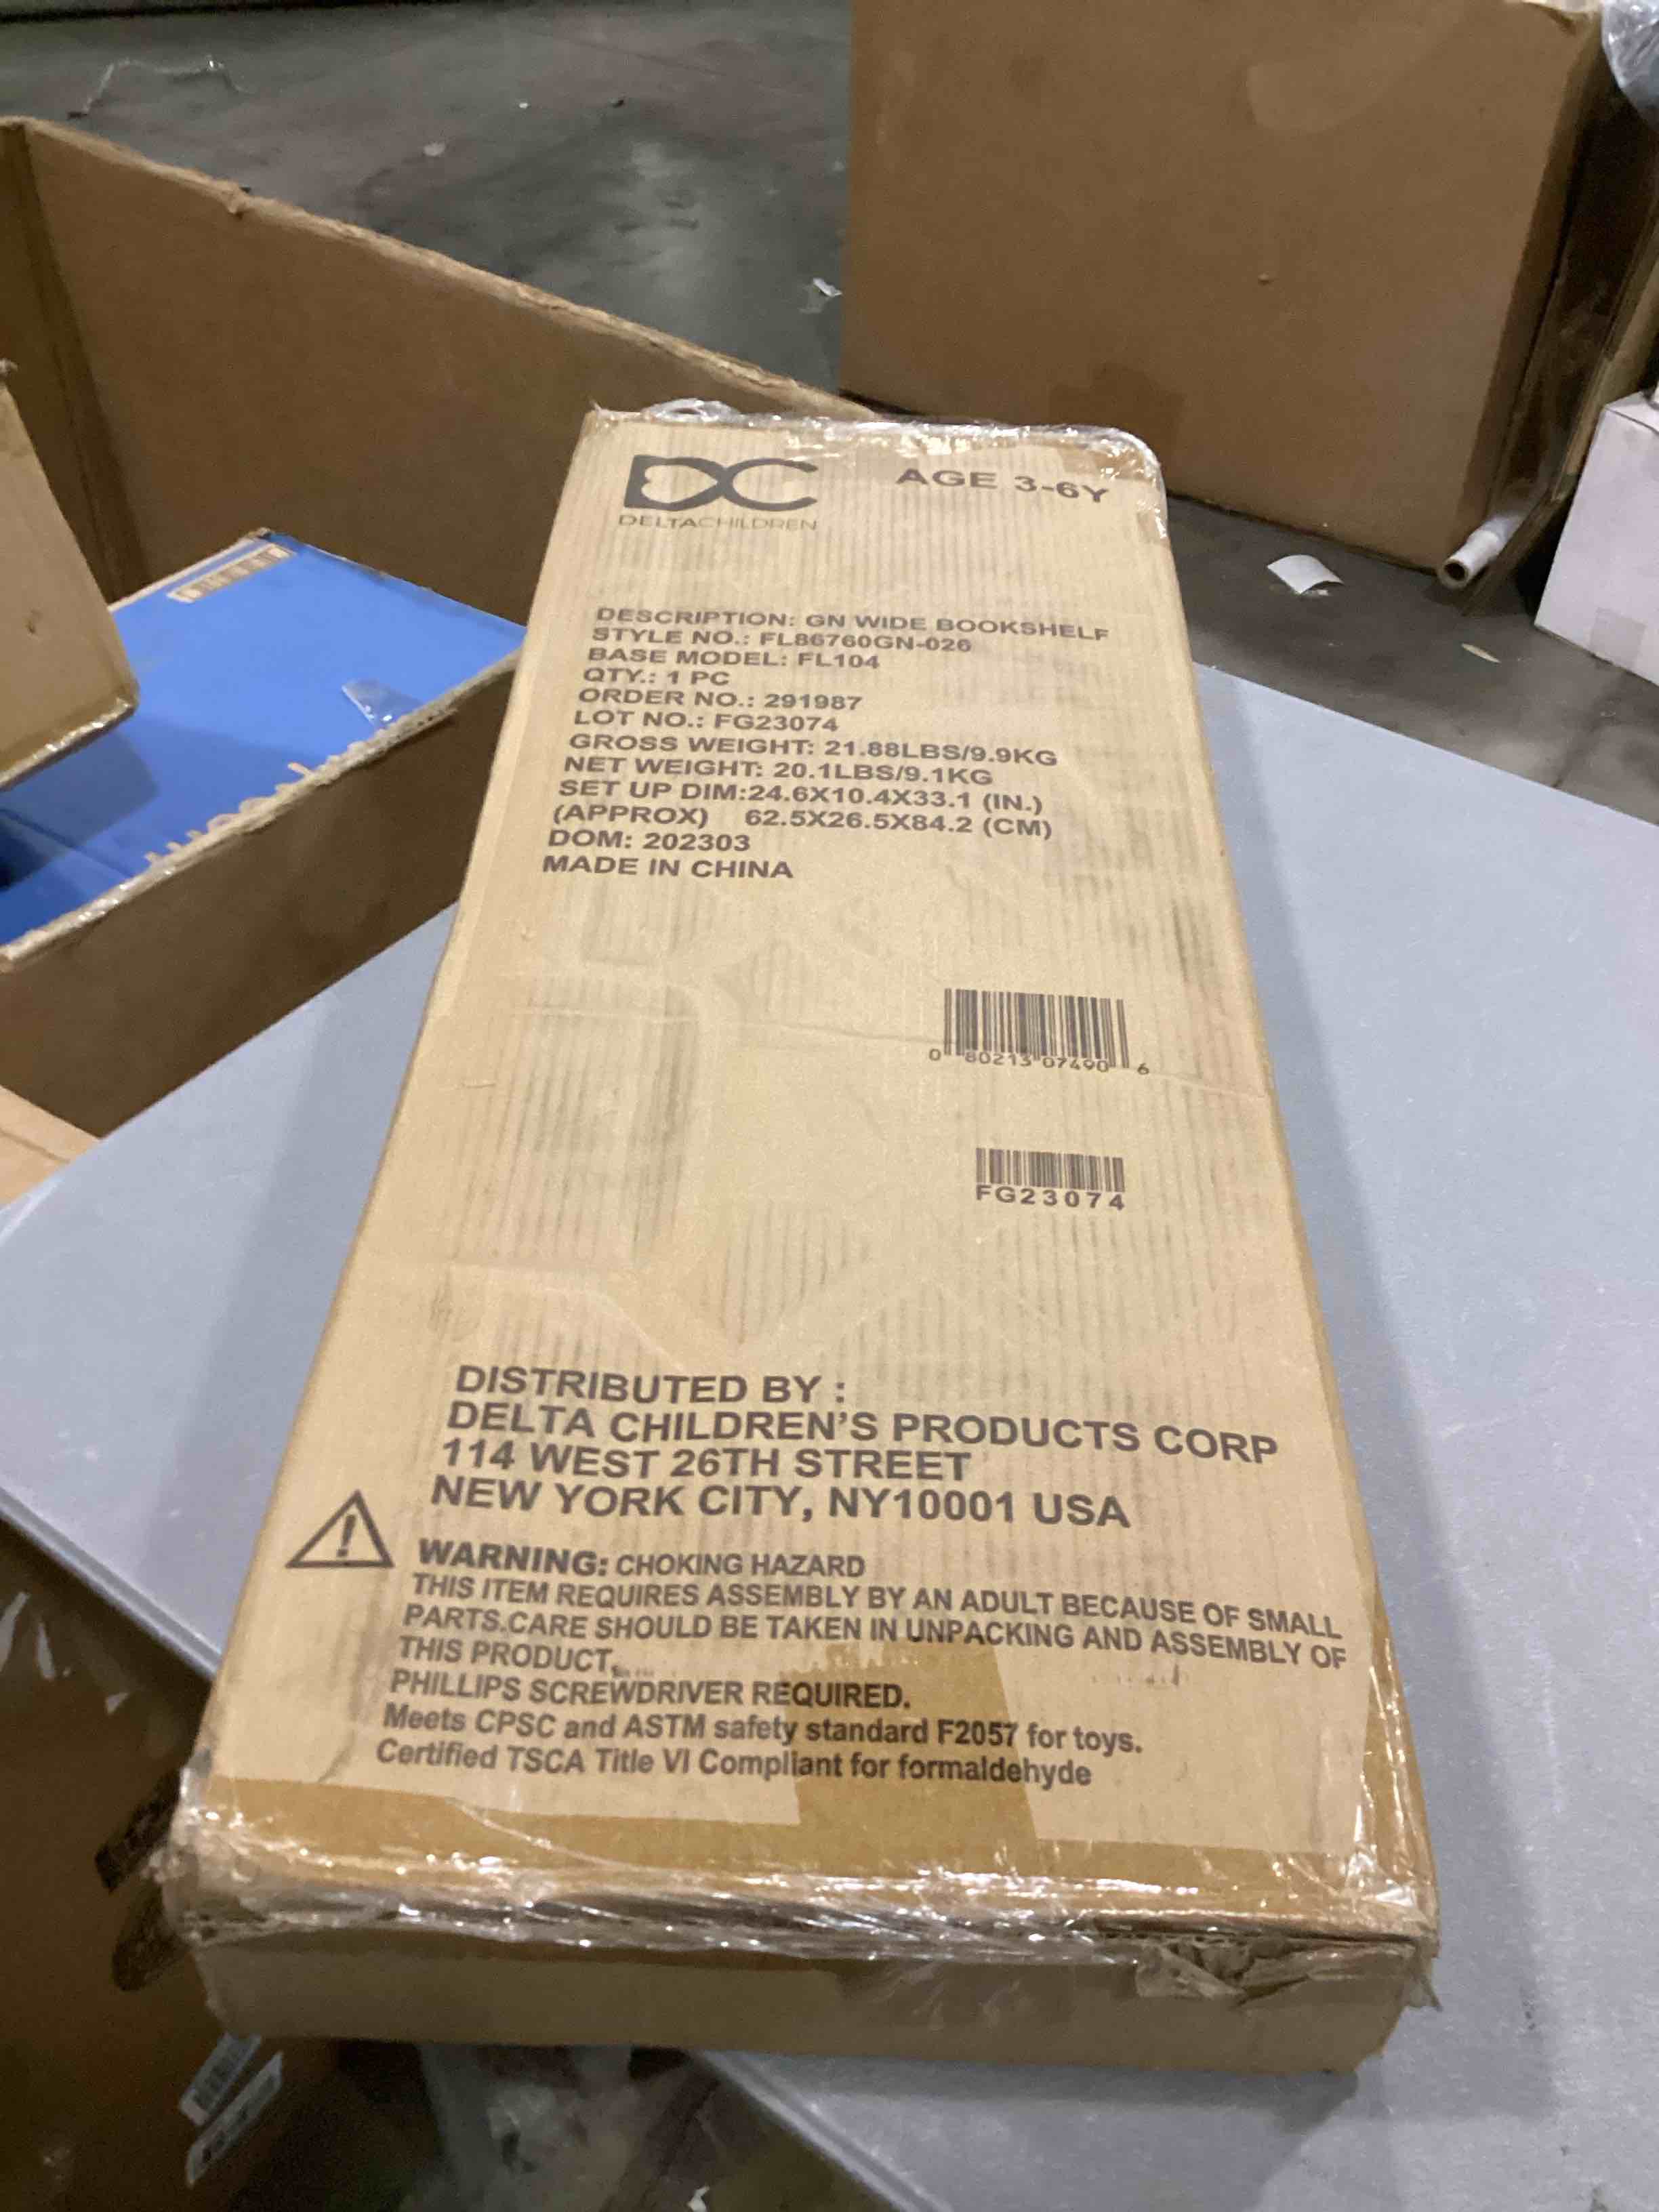 DC
AGE 3-6Y
DELTACHILDREN
DESCRIPTION: GN WIDE BOOKSHELF
STYLE NO.: FL86760GN-026
BASE MODEL: FL104
QTY.: 1 PC
ORDER NO.: 291987
LOT NO.: FG23074
GROSS WEIGHT: 21.88LBS/9.9KG
NET WEIGHT: 20.1LBS/9.1KG
SET UP DIM:24.6X10.4X33.1 (IN.)
(APPROX) 62.5X26.5X84.2 (CM)
DOM: 202303
MADE IN CHINA
0 80213 07490 6
FG23074
DISTRIBUTED BY :
DELTA CHILDREN'S PRODUCTS CORP
114 WEST 26TH STREET
NEW YORK CITY, NY10001 USA
WARNING: CHOKING HAZARD
THIS ITEM REQUIRES ASSEMBLY BY AN ADULT BECAUSE OF SMALL
PARTS.CARE SHOULD BE TAKEN IN UNPACKING AND ASSEMBLY OF
THIS PRODUCT.
PHILLIPS SCREWDRIVER REQUIRED.
Meets CPSC and ASTM safety standard F2057 for toys.
Certified TSCA Title VI Compliant for formaldehyde